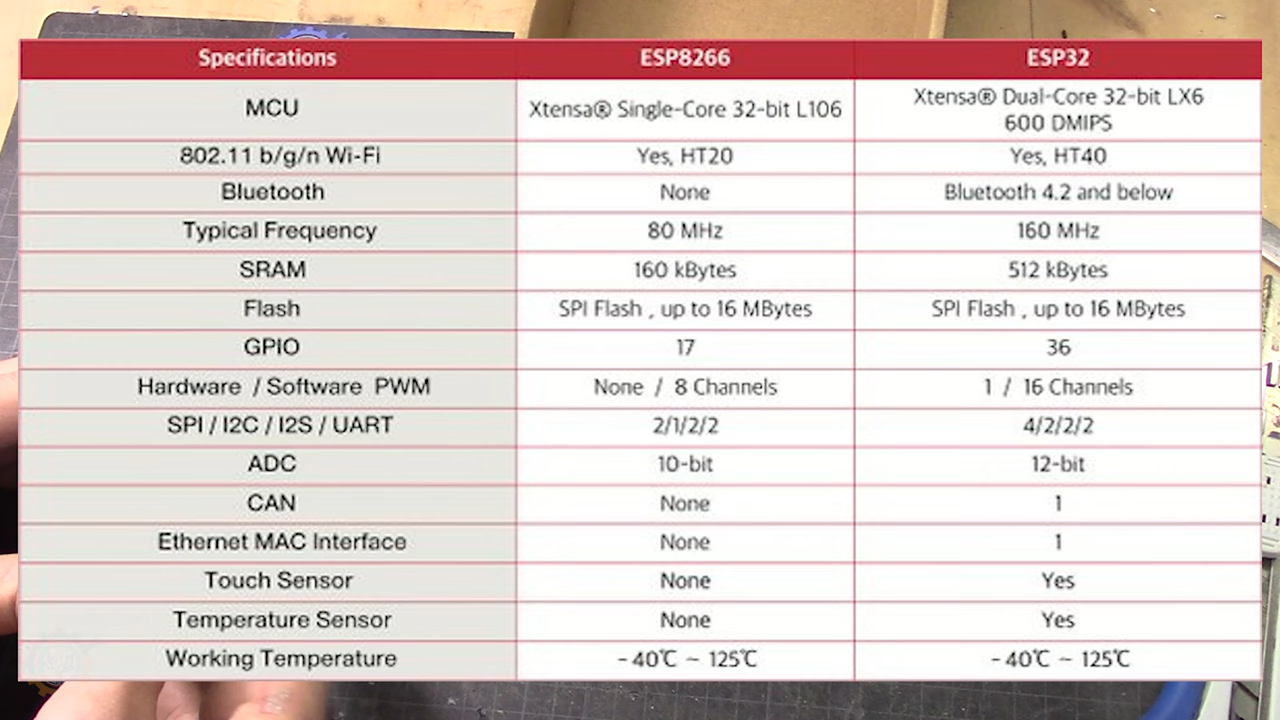 Specifications ESP8266 ESP32
MCU Xtensa® Single-Core 32-bit L106 Xtensa® Dual-Core 32-bit LX6
600 DMIPS
802.11 b/g/n Wi-Fi Yes, HT20 Yes, HT40
Bluetooth None Bluetooth 4.2 and below
Typical Frequency 80 MHz 160 MHz
SRAM 160 kBytes 512 kBytes
Flash SPI Flash , up to 16 MBytes SPI Flash , up to 16 MBytes
GPIO 17 36
Hardware / Software PWM None / 8 Channels 1 / 16 Channels
SPI / I2C / I2S / UART 2/1/2/2 4/2/2/2
ADC 10-bit 12-bit
CAN None 1
Ethernet MAC Interface None 1
Touch Sensor None Yes
Temperature Sensor None Yes
Working Temperature - 40℃ ~ 125℃ - 40℃ ~ 125℃